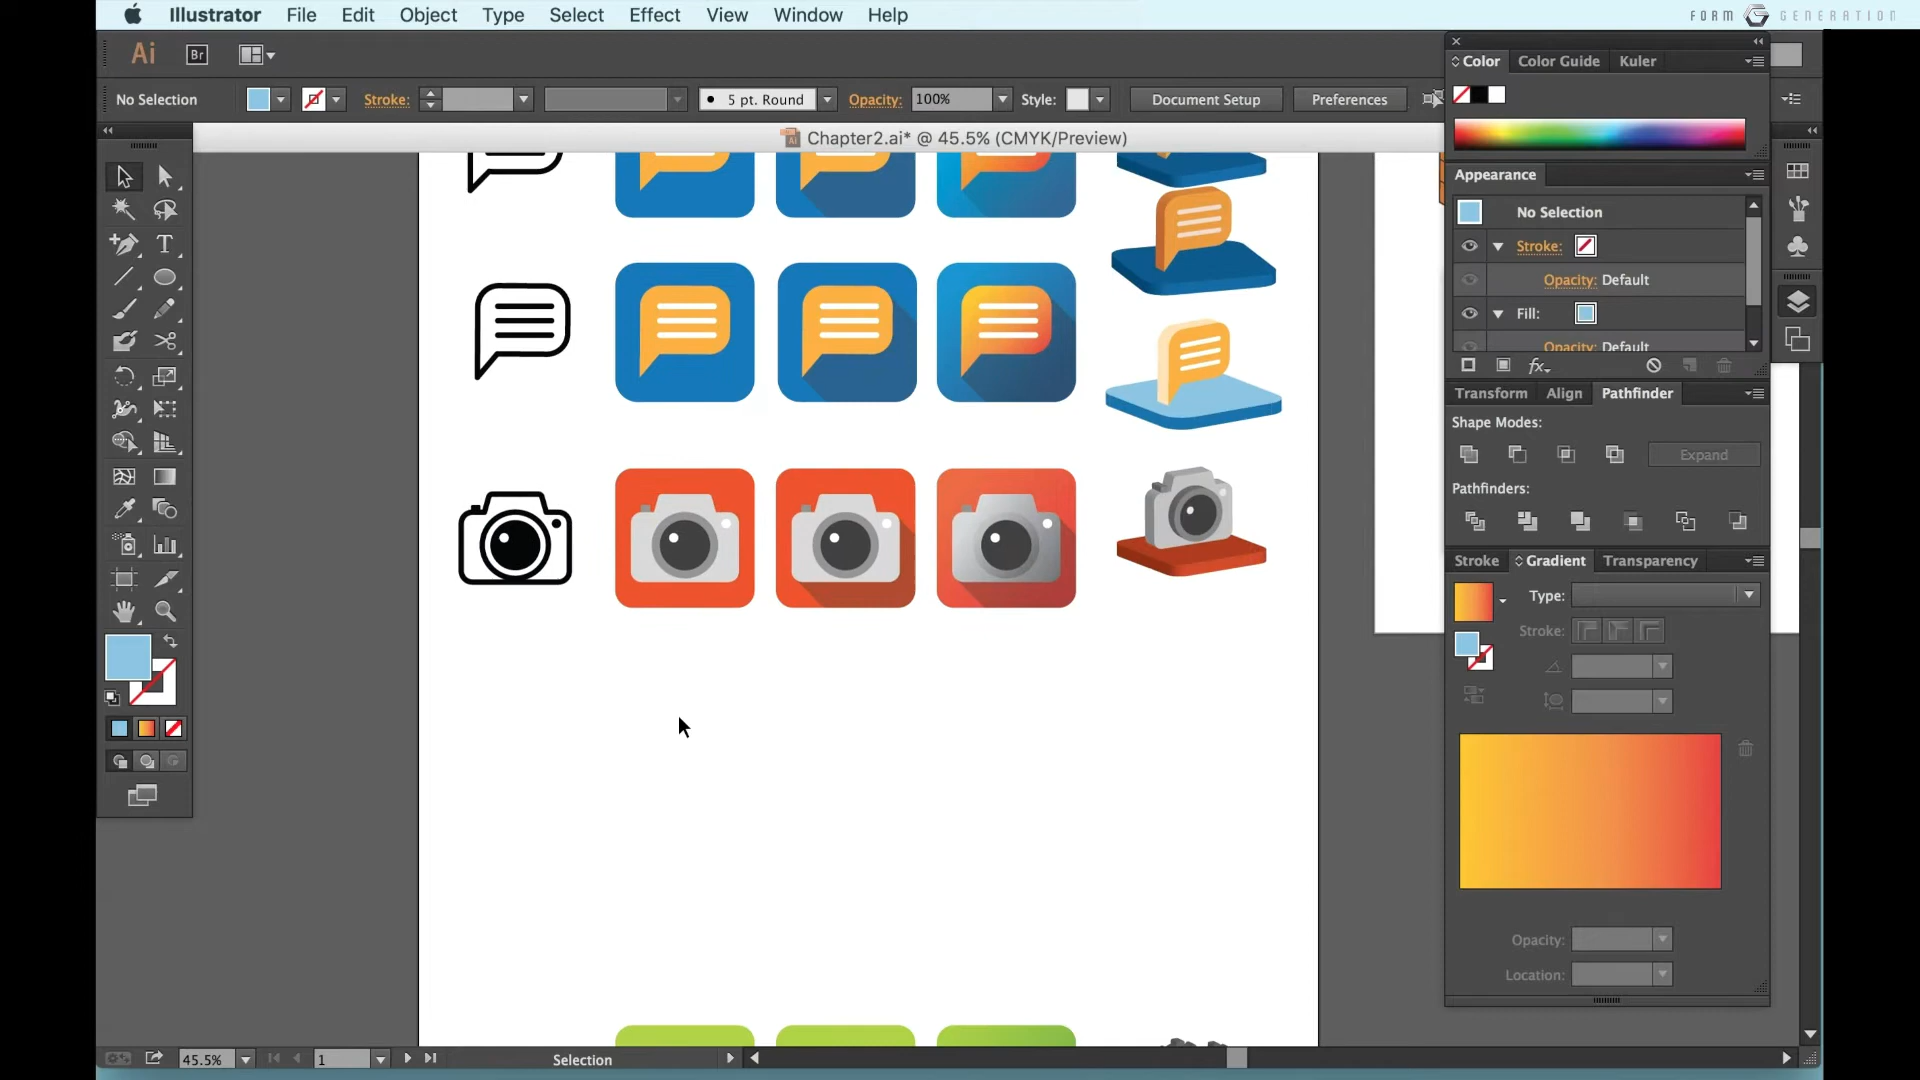 Illustrator File Edit Object Type Select Effect View Window Help
FORM GENERATION
Ai Br
No Selection Stroke: 5 pt. Round Opacity: 100% Style: Document Setup Preferences
Chapter2.ai* @ 45.5% (CMYK/Preview)
Color Color Guide Kuler
Appearance
No Selection
Stroke:
Opacity: Default
Fill:
Opacity: Default
fx
Transform Align Pathfinder
Shape Modes:
Expand
Pathfinders:
Stroke Gradient Transparency
Type:
Stroke:
Opacity:
Location:
T
45.5% 1 Selection